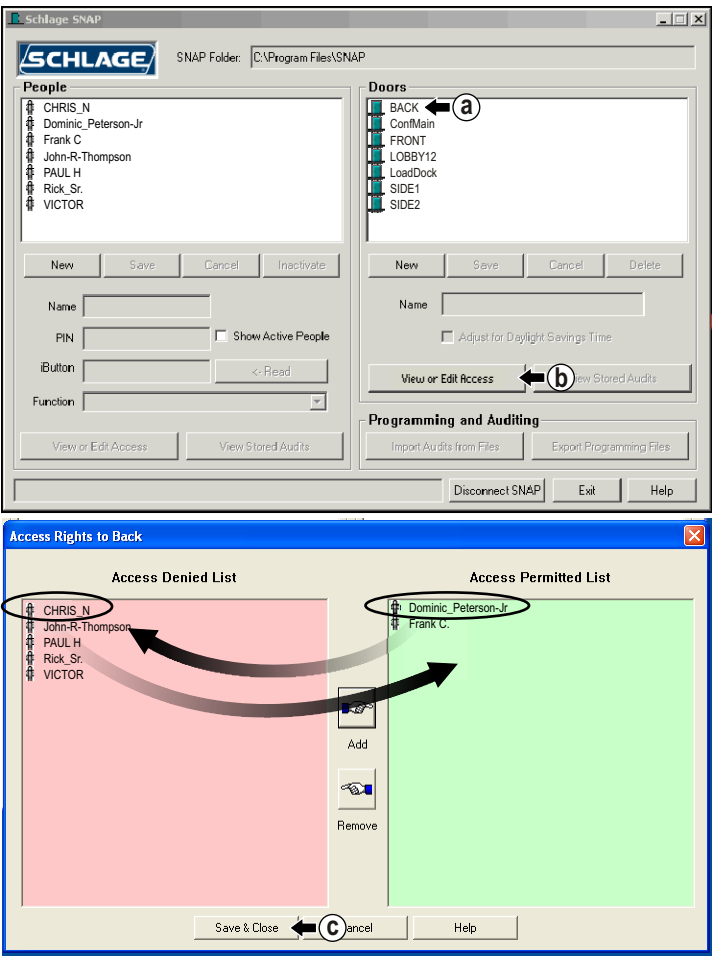 Schlage SNAP
SCHLAGE
SNAP Folder: C:\Program Files\SNAP
People
CHRIS_N
Dominic_Peterson-Jr
Frank C
John-R-Thompson
PAUL H
Rick_Sr.
VICTOR
New Save Cancel Inactivate
Name
PIN
Show Active People
iButton
<- Read
Function
View or Edit Access View Stored Audits
Doors
BACK a
ConfMain
FRONT
LOBBY12
LoadDock
SIDE1
SIDE2
New Save Cancel Delete
Name
Adjust for Daylight Savings Time
View or Edit Access b Stored Audits
Programming and Auditing
Import Audits from Files Export Programming Files
Disconnect SNAP Exit Help
Access Rights to Back
Access Denied List
CHRIS_N
John-R-Thompson
PAUL H
Rick_Sr.
VICTOR
Add
Remove
Access Permitted List
Dominic_Peterson-Jr
Frank C.
Save & Close c ancel Help